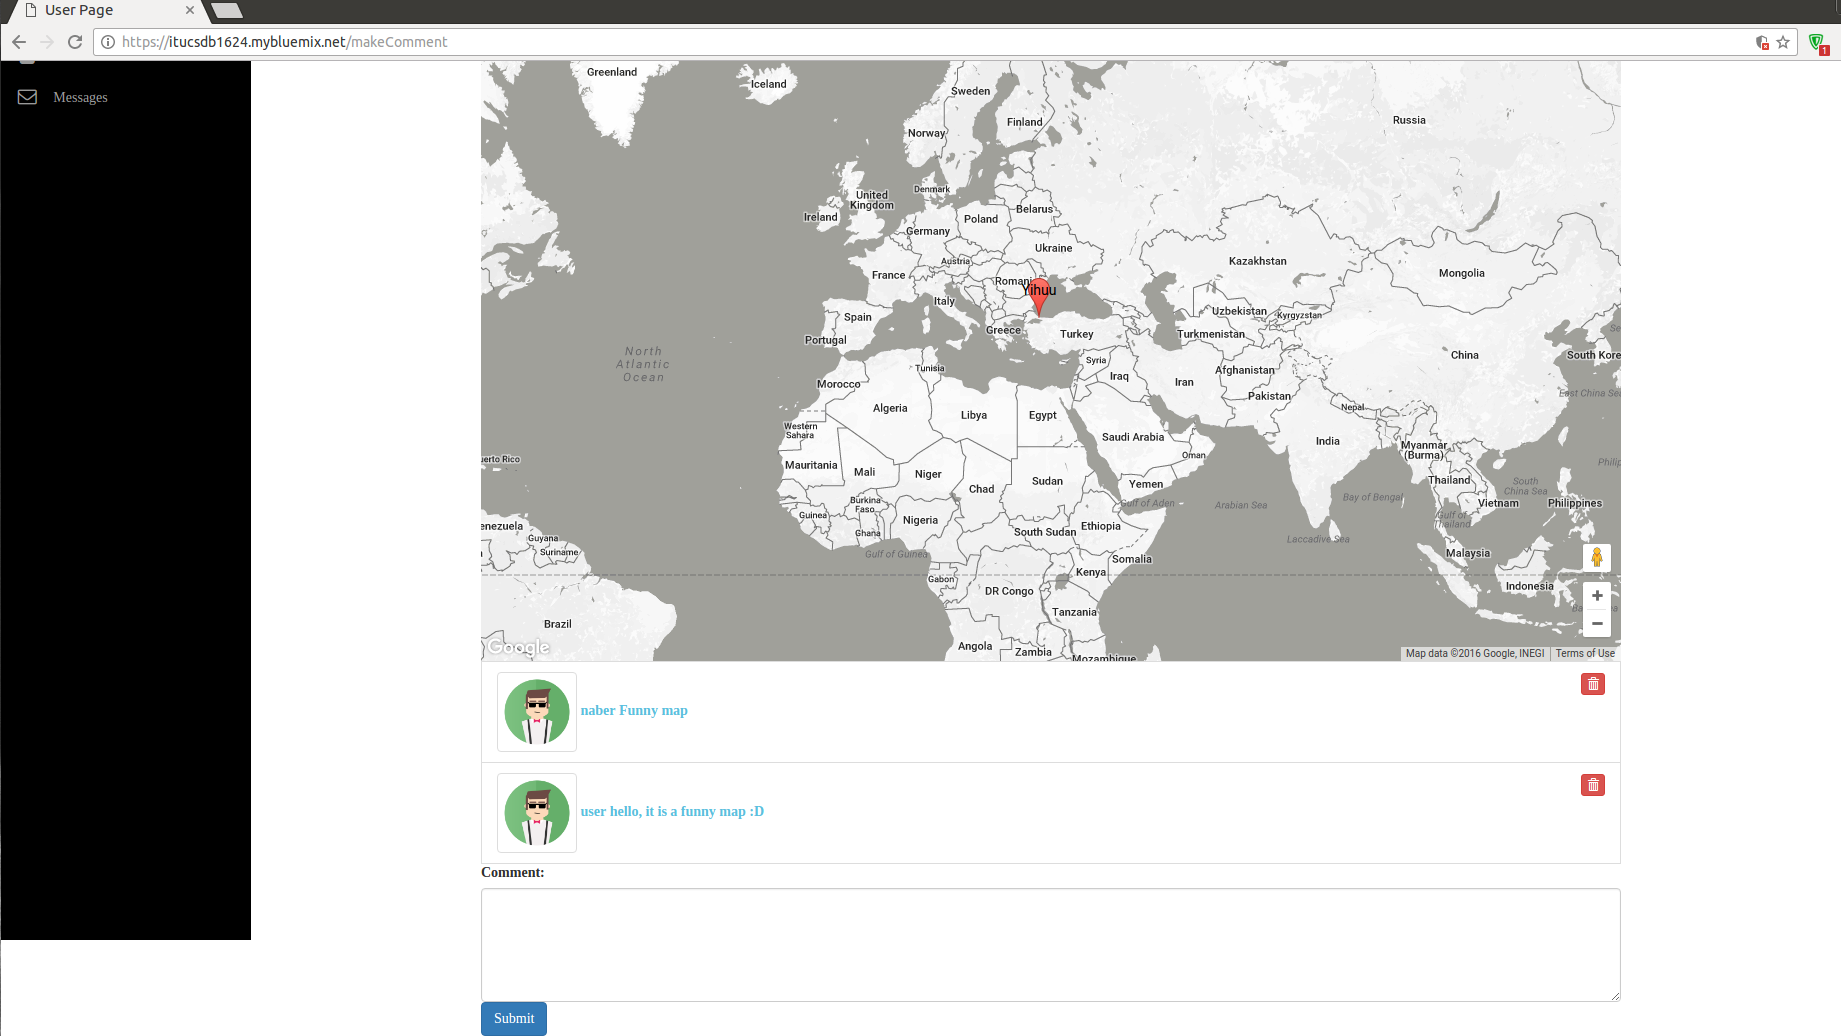 User Page
https://itucsdb1624.mybluemix.net/makeComment
1
Messages
Greenland
Iceland
Sweden
Finland
Norway
Russia
United
Kingdom
Denmark
Ireland
Belarus
Poland
Germany
Ukraine
Austria
Kazakhstan
France
Mongolia
Romani
Yihuu
Italy
Spain
Uzbekistan
Kyrgyzstan
Greece
Turkey
Turkmenistan
Portugal
North
Atlantic
Ocean
China
South Kore
Syria
Tunisia
Iraq
Iran
Afghanistan
Morocco
Pakistan
East China Sea
Algeria
Libya
Egypt
Nepal
Western
Sahara
Saudi Arabia
India
Myanmar
(Burma)
uerto Rico
Oman
Mauritania
Mali
Niger
Chad
Sudan
Yemen
Thailand
South
China Sea
Philip
Burkina
Faso
Gulf of Aden
Arabian Sea
Bay of Bengal
Vietnam
Philippines
Guinea
Nigeria
Ethiopia
Gulf of
Thailand
enezuela
Guyana
Ghana
South Sudan
Laccadive Sea
Suriname
Gulf of Guinea
Somalia
Malaysia
Gabon
Kenya
Indonesia
DR Congo
Tanzania
Brazil
Angola
Zambia
Mozambique
Google
Map data ©2016 Google, INEGI
Terms of Use
naber Funny map
user hello, it is a funny map :D
Comment:
Submit